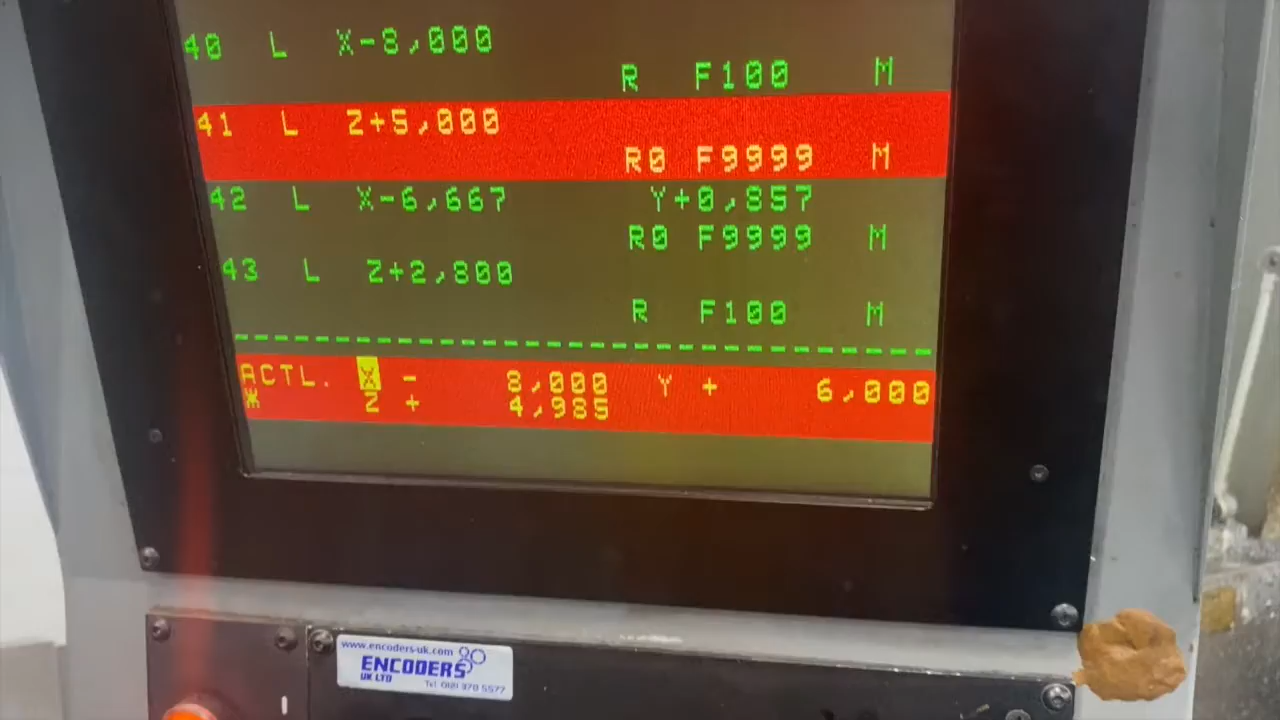 40 L X-8,000
R F100 M
41 L Z+5,000
R0 F9999 M
42 L X-6,667 Y+0,857
R0 F9999 M
43 L Z+2,800
R F100 M
ACTL. X - 8,000 Y + 6,000
Ж Z + 4,985
www.encoders-uk.com
ENCODERS
UK LTD
Tel: